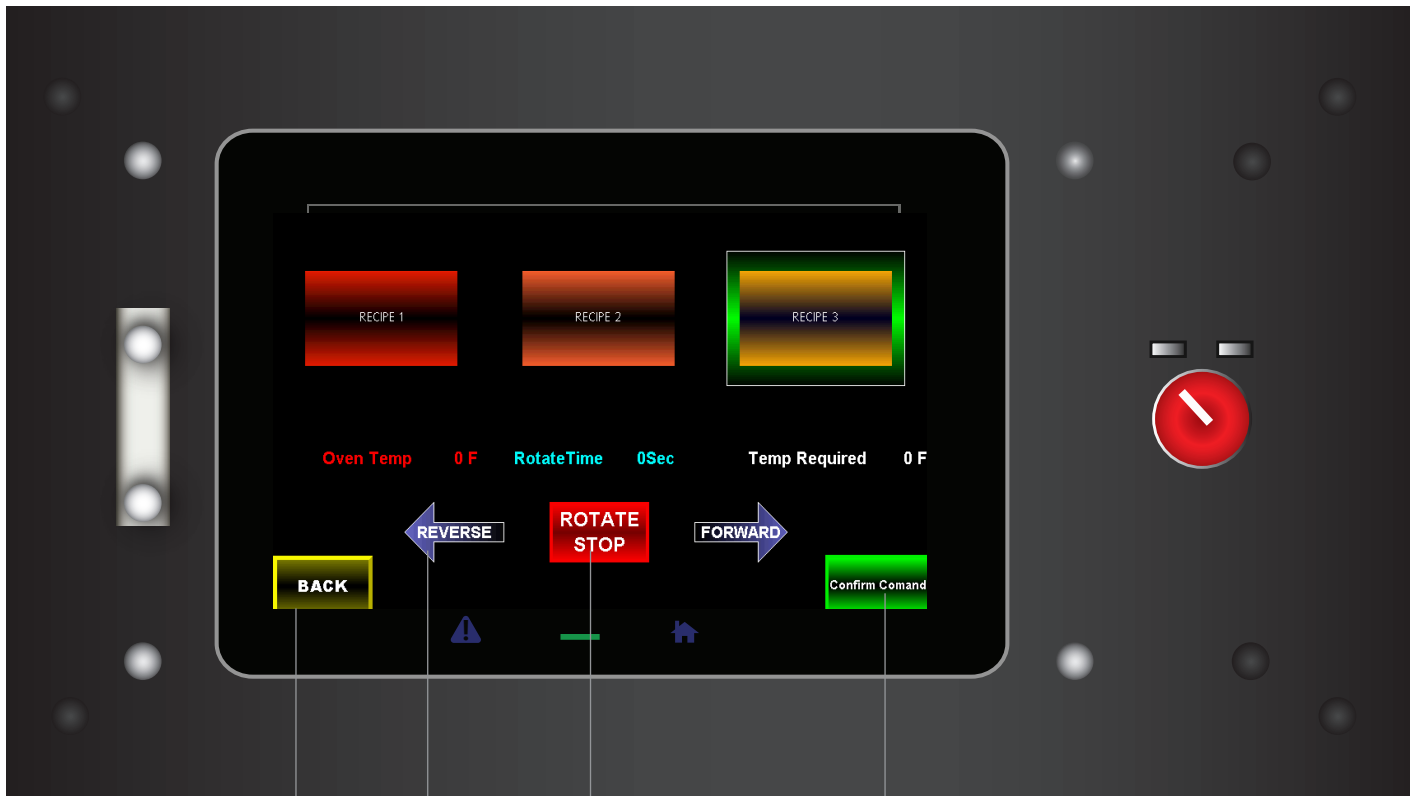 RECIPE 1
RECIPE 2
RECIPE 3
Oven Temp 0 F RotateTime 0Sec Temp Required 0 F
REVERSE
ROTATE
STOP
FORWARD
BACK
Confirm Comand